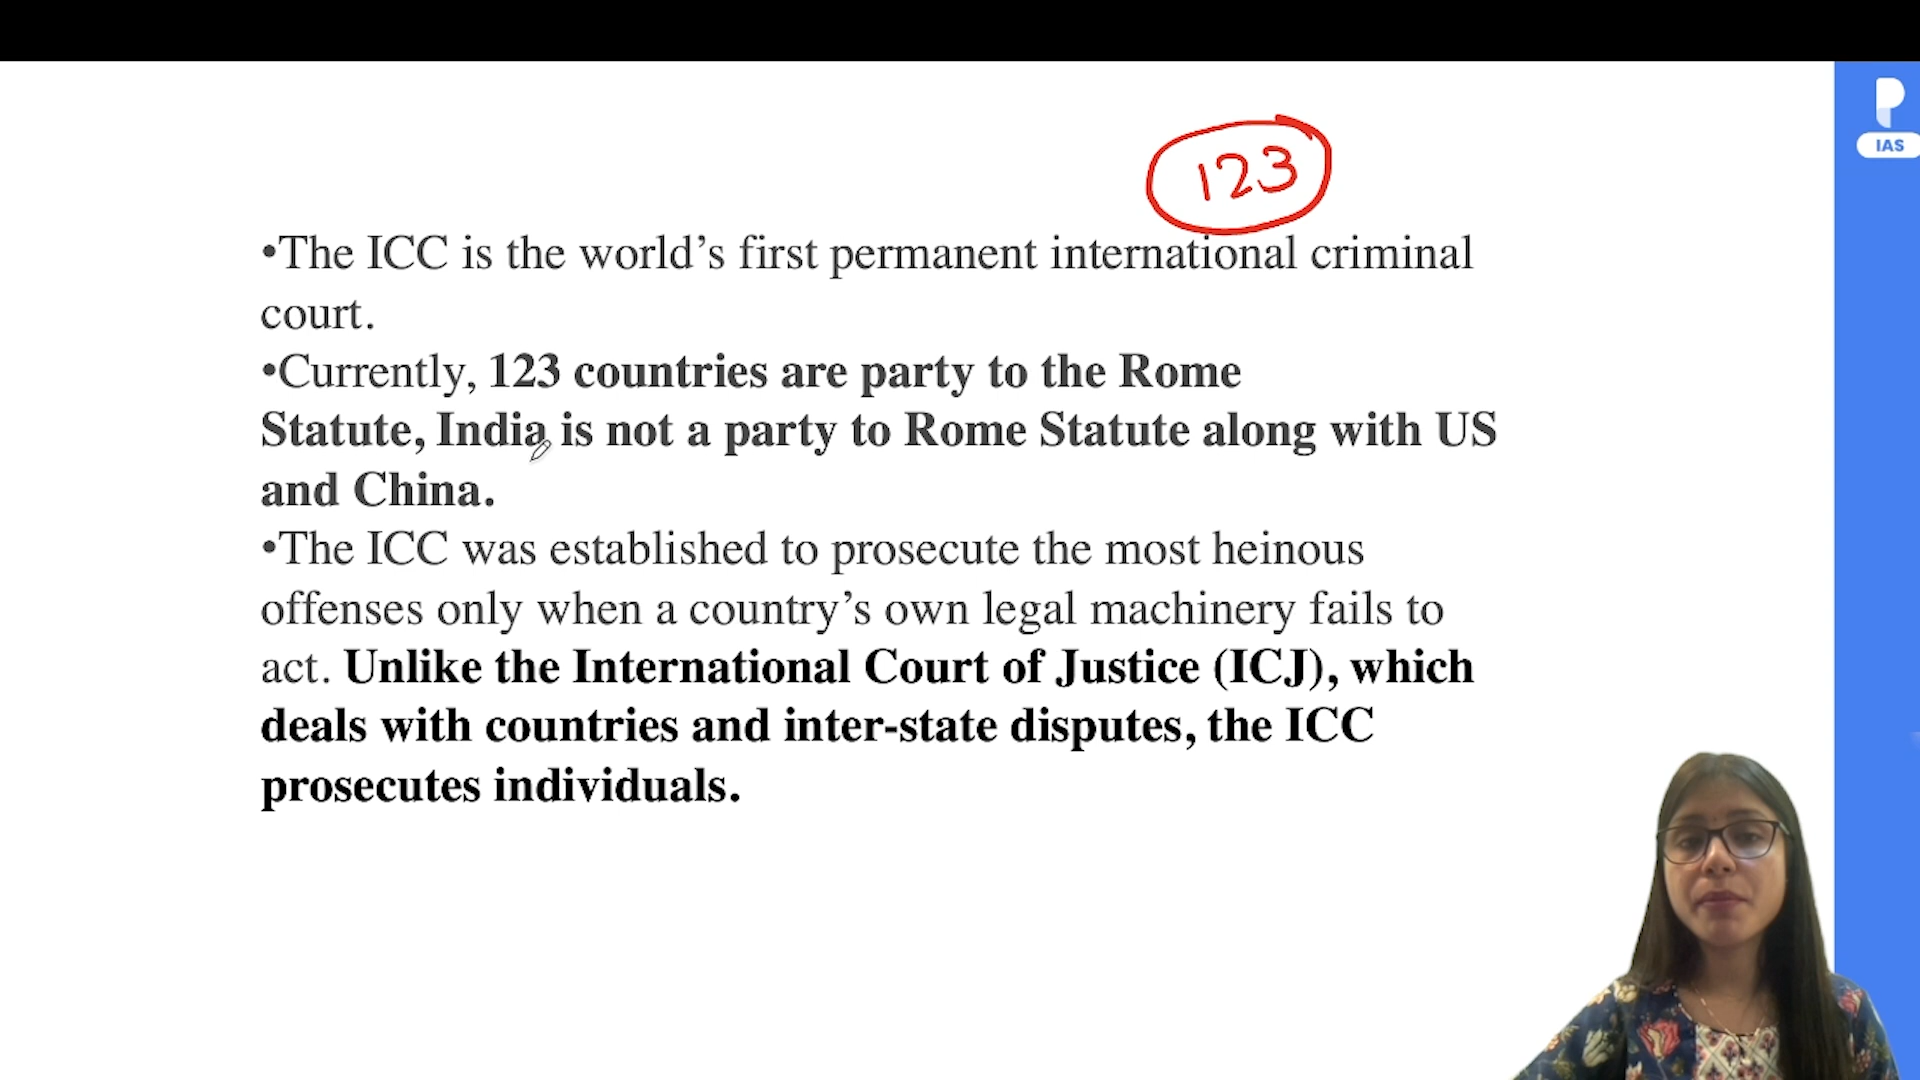 IAS
123
•The ICC is the world’s first permanent international criminal
court.
•Currently, 123 countries are party to the Rome
Statute, India is not a party to Rome Statute along with US
and China.
•The ICC was established to prosecute the most heinous
offenses only when a country’s own legal machinery fails to
act. Unlike the International Court of Justice (ICJ), which
deals with countries and inter-state disputes, the ICC
prosecutes individuals.